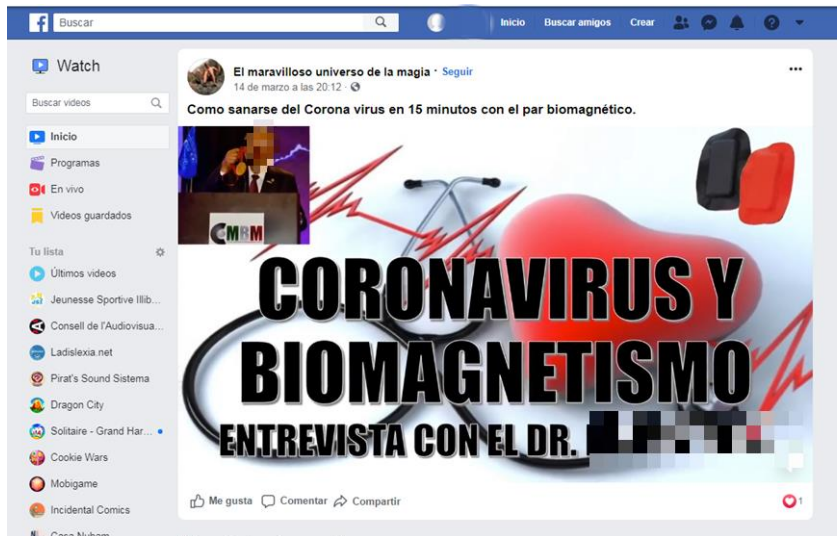 f Buscar
Inicio Buscar amigos Crear
Watch
Buscar videos
Inicio
Programas
En vivo
Videos guardados
Tu lista
Últimos videos
Jeunesse Sportive Illib...
Consell de l'Audiovisua...
Ladislexia.net
Pirat's Sound Sistema
Dragon City
Solitaire - Grand Har...
Cookie Wars
Mobigame
Incidental Comics
El maravilloso universo de la magia · Seguir
14 de marzo a las 20:12 ·
Como sanarse del Corona virus en 15 minutos con el par biomagnético.
CMRM
CORONAVIRUS Y
BIOMAGNETISMO
ENTREVISTA CON EL DR.
Me gusta Comentar Compartir
1